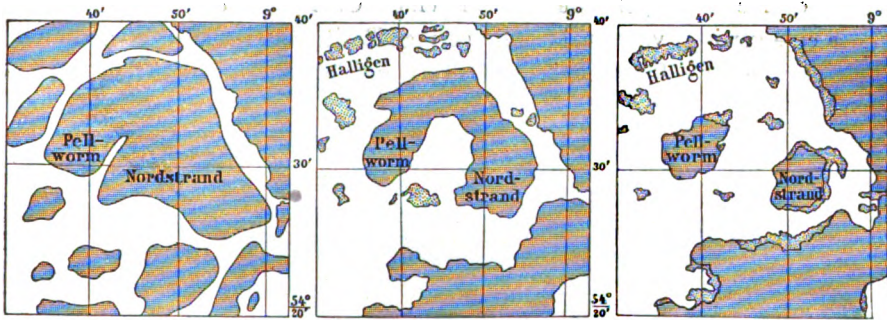 40' 50' 9°
Pell-
worm
Nordstrand
40'
30'
54°
20'
40' 50' 9°
Halligen
Pell-
worm
Nord-
strand
40'
30'
54°
20'
40' 50' 9°
Halligen
Pell-
worm
Nord-
strand